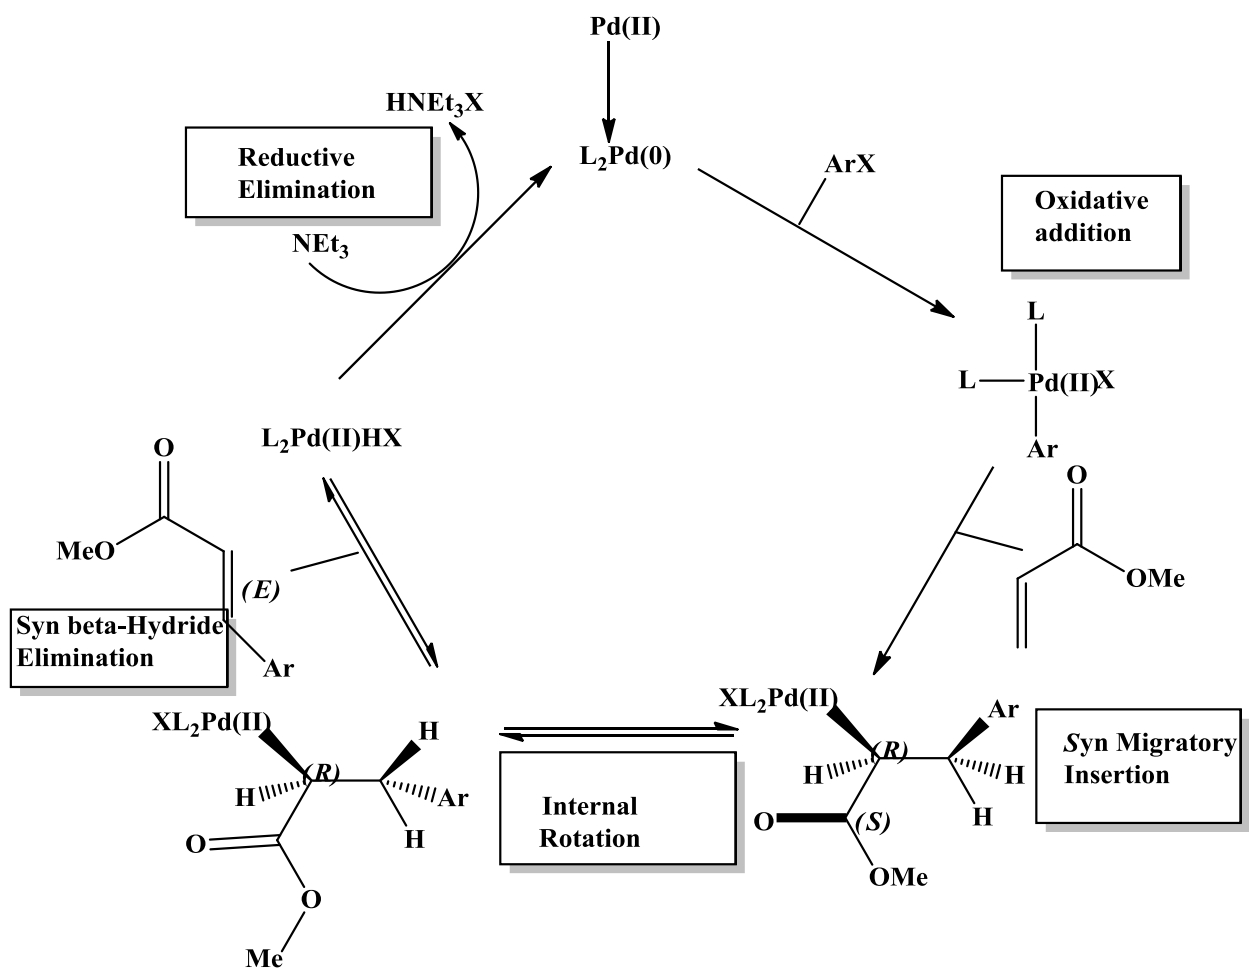 Pd(II)
HNEt₃X
L₂Pd(0)
ArX
Reductive
Elimination
Oxidative
addition
NEt₃
L
L
Pd(II)
X
Ar
L₂Pd(II)HX
O
MeO
(E)
Ar
O
OMe
Syn beta-Hydride
Elimination
XL₂Pd(II)
H
(R)
H
Ar
H
O
O
Me
Internal
Rotation
XL₂Pd(II)
Ar
(R)
H
H
H
O
(S)
OMe
Syn Migratory
Insertion